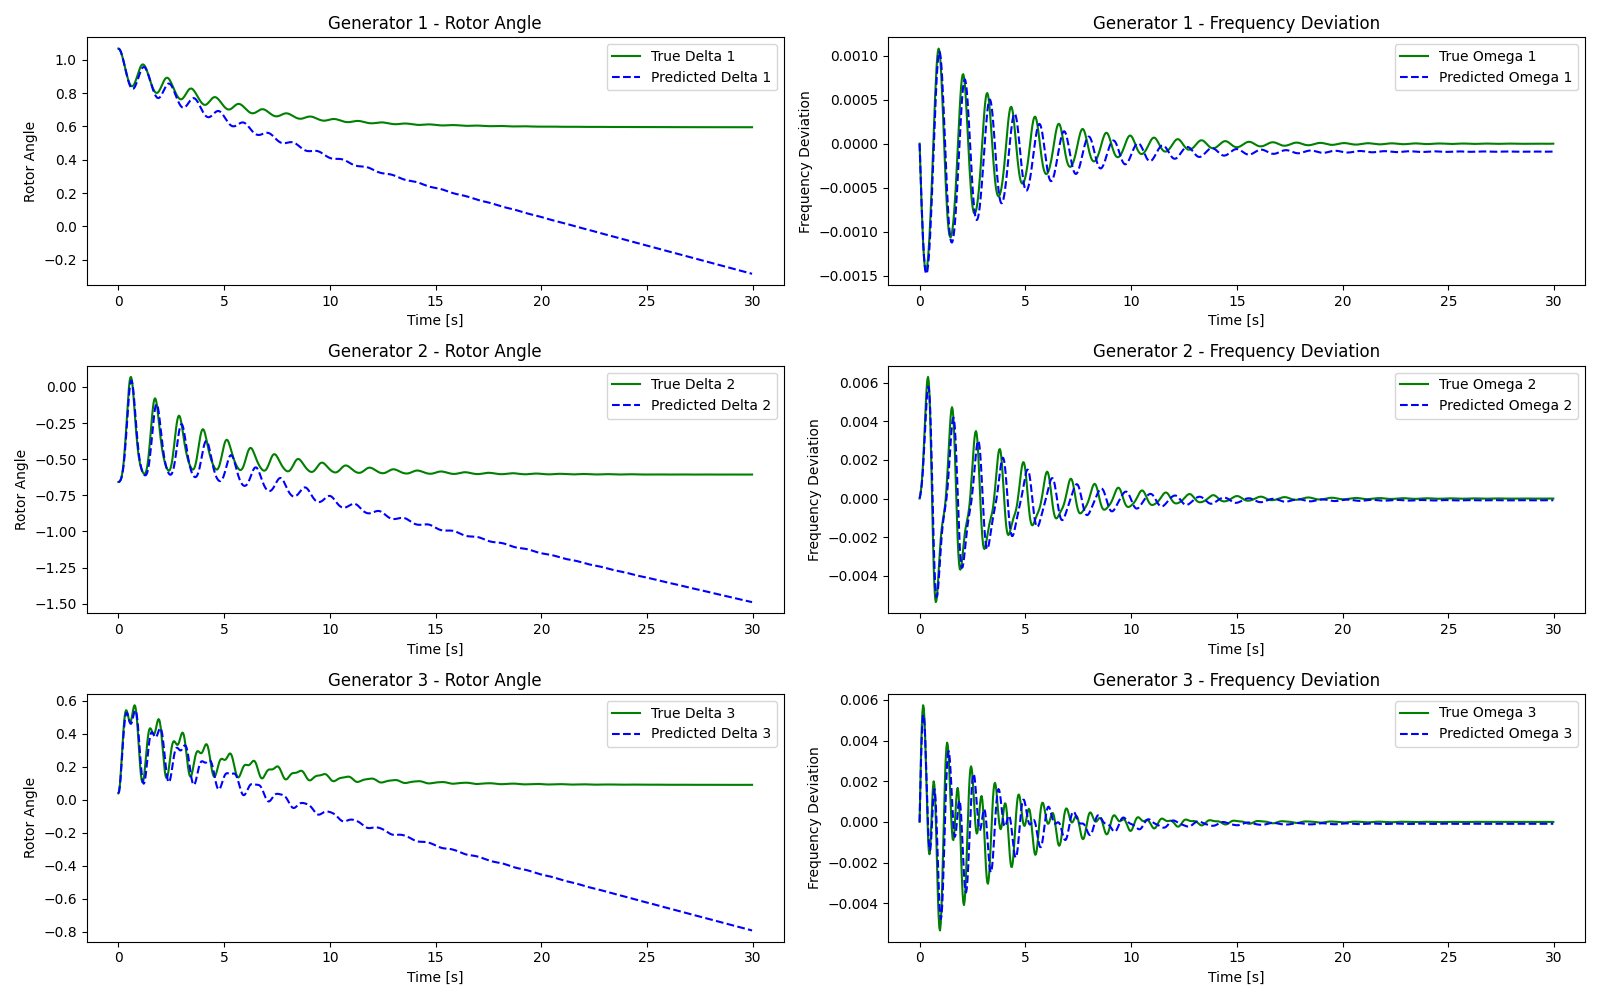 Generator 1 - Rotor Angle
True Delta 1
Predicted Delta 1
Rotor Angle
1.0
0.8
0.6
0.4
0.2
0.0
−0.2
0 5 10 15 20 25 30
Time [s]
Generator 1 - Frequency Deviation
True Omega 1
Predicted Omega 1
Frequency Deviation
0.0010
0.0005
0.0000
−0.0005
−0.0010
−0.0015
0 5 10 15 20 25 30
Time [s]
Generator 2 - Rotor Angle
True Delta 2
Predicted Delta 2
Rotor Angle
0.00
−0.25
−0.50
−0.75
−1.00
−1.25
−1.50
0 5 10 15 20 25 30
Time [s]
Generator 2 - Frequency Deviation
True Omega 2
Predicted Omega 2
Frequency Deviation
0.006
0.004
0.002
0.000
−0.002
−0.004
0 5 10 15 20 25 30
Time [s]
Generator 3 - Rotor Angle
True Delta 3
Predicted Delta 3
Rotor Angle
0.6
0.4
0.2
0.0
−0.2
−0.4
−0.6
−0.8
0 5 10 15 20 25 30
Time [s]
Generator 3 - Frequency Deviation
True Omega 3
Predicted Omega 3
Frequency Deviation
0.006
0.004
0.002
0.000
−0.002
−0.004
0 5 10 15 20 25 30
Time [s]